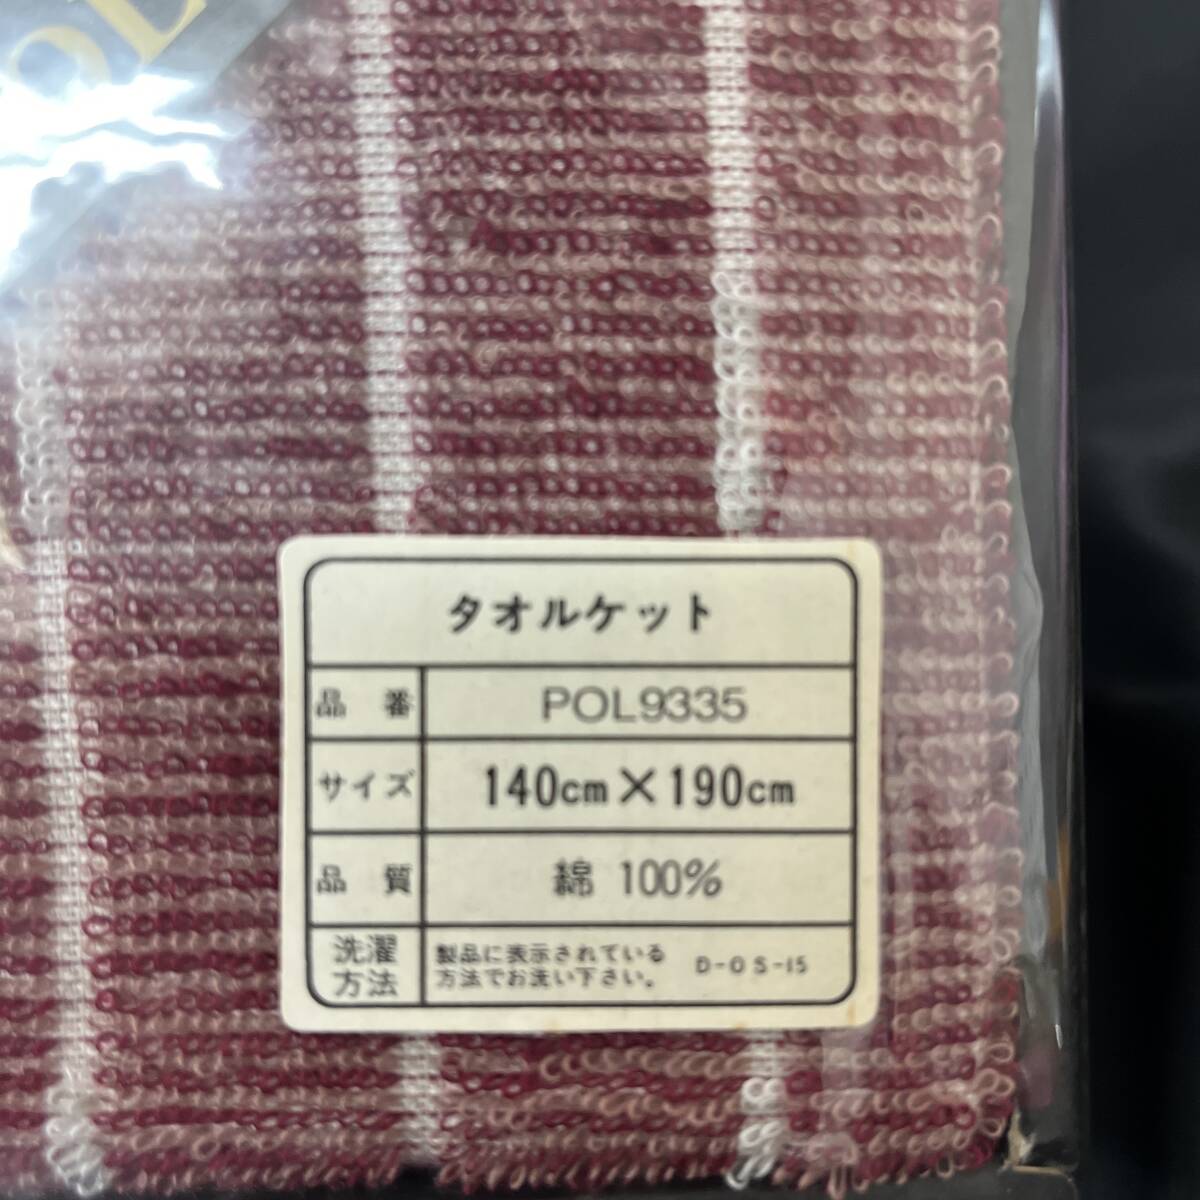 OL
タオルケット
品番 POL9335
サイズ 140cm×190cm
品質 綿 100%
洗濯方法
製品に表示されている
方法でお洗い下さい。 D-OS-15